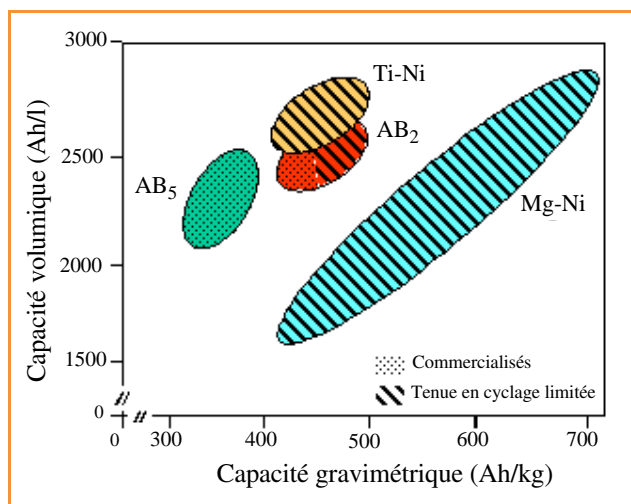 3000
2500
2000
1500
0
Capacité volumique (Ah/l)
Ti-Ni
AB2
AB5
Mg-Ni
Commercialisés
Tenue en cyclage limitée
0 300 400 500 600 700
Capacité gravimétrique (Ah/kg)